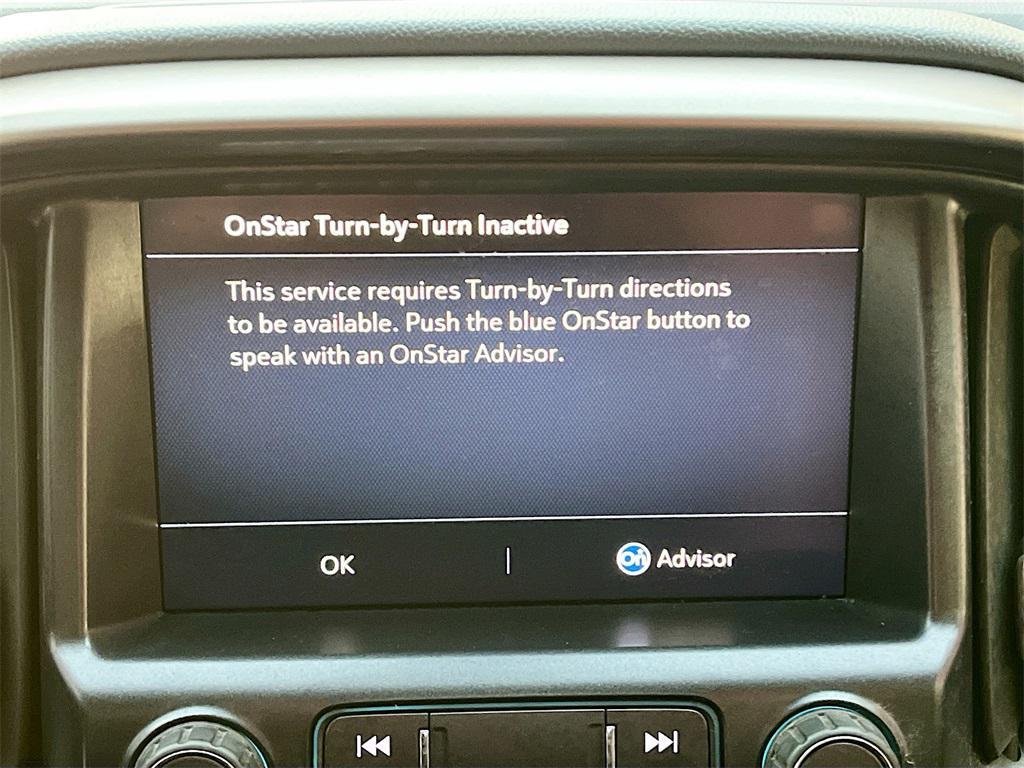 OnStar Turn-by-Turn Inactive
This service requires Turn-by-Turn directions
to be available. Push the blue OnStar button to
speak with an OnStar Advisor.
OK | On Advisor